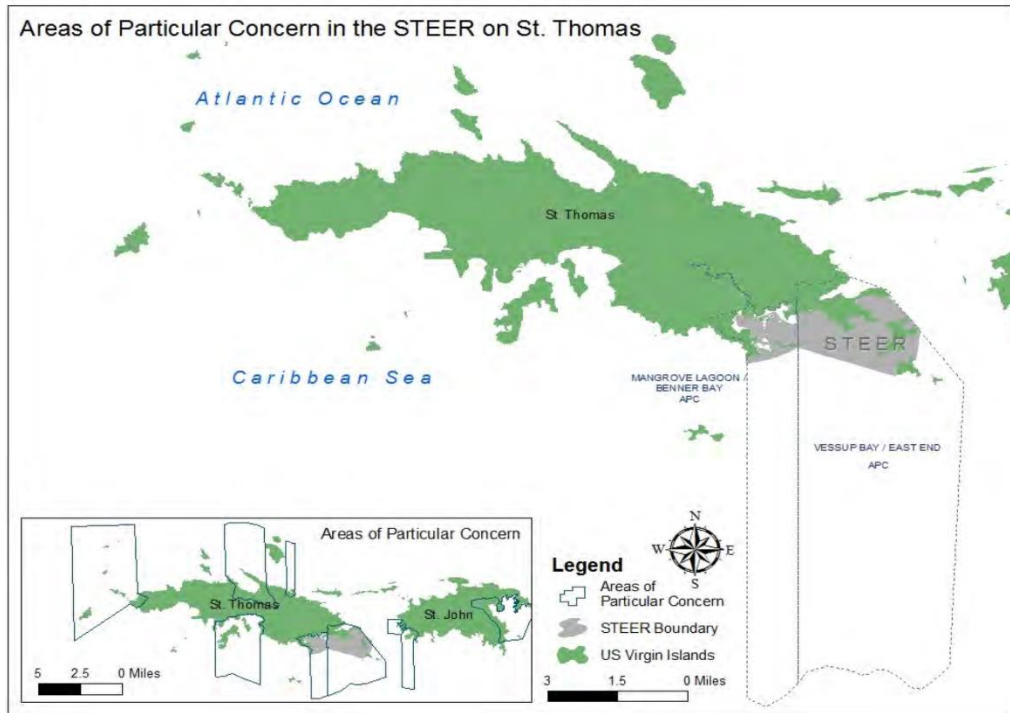 Areas of Particular Concern in the STEER on St. Thomas
Atlantic Ocean
St. Thomas
STEER
Caribbean Sea
MANGROVE LAGOON /
BENNER BAY
APC
VESSUP BAY / EAST END
APC
Areas of Particular Concern
St. Thomas
St. John
5 2.5 0 Miles
N
W E
S
Legend
Areas of
Particular Concern
STEER Boundary
US Virgin Islands
3 1.5 0 Miles